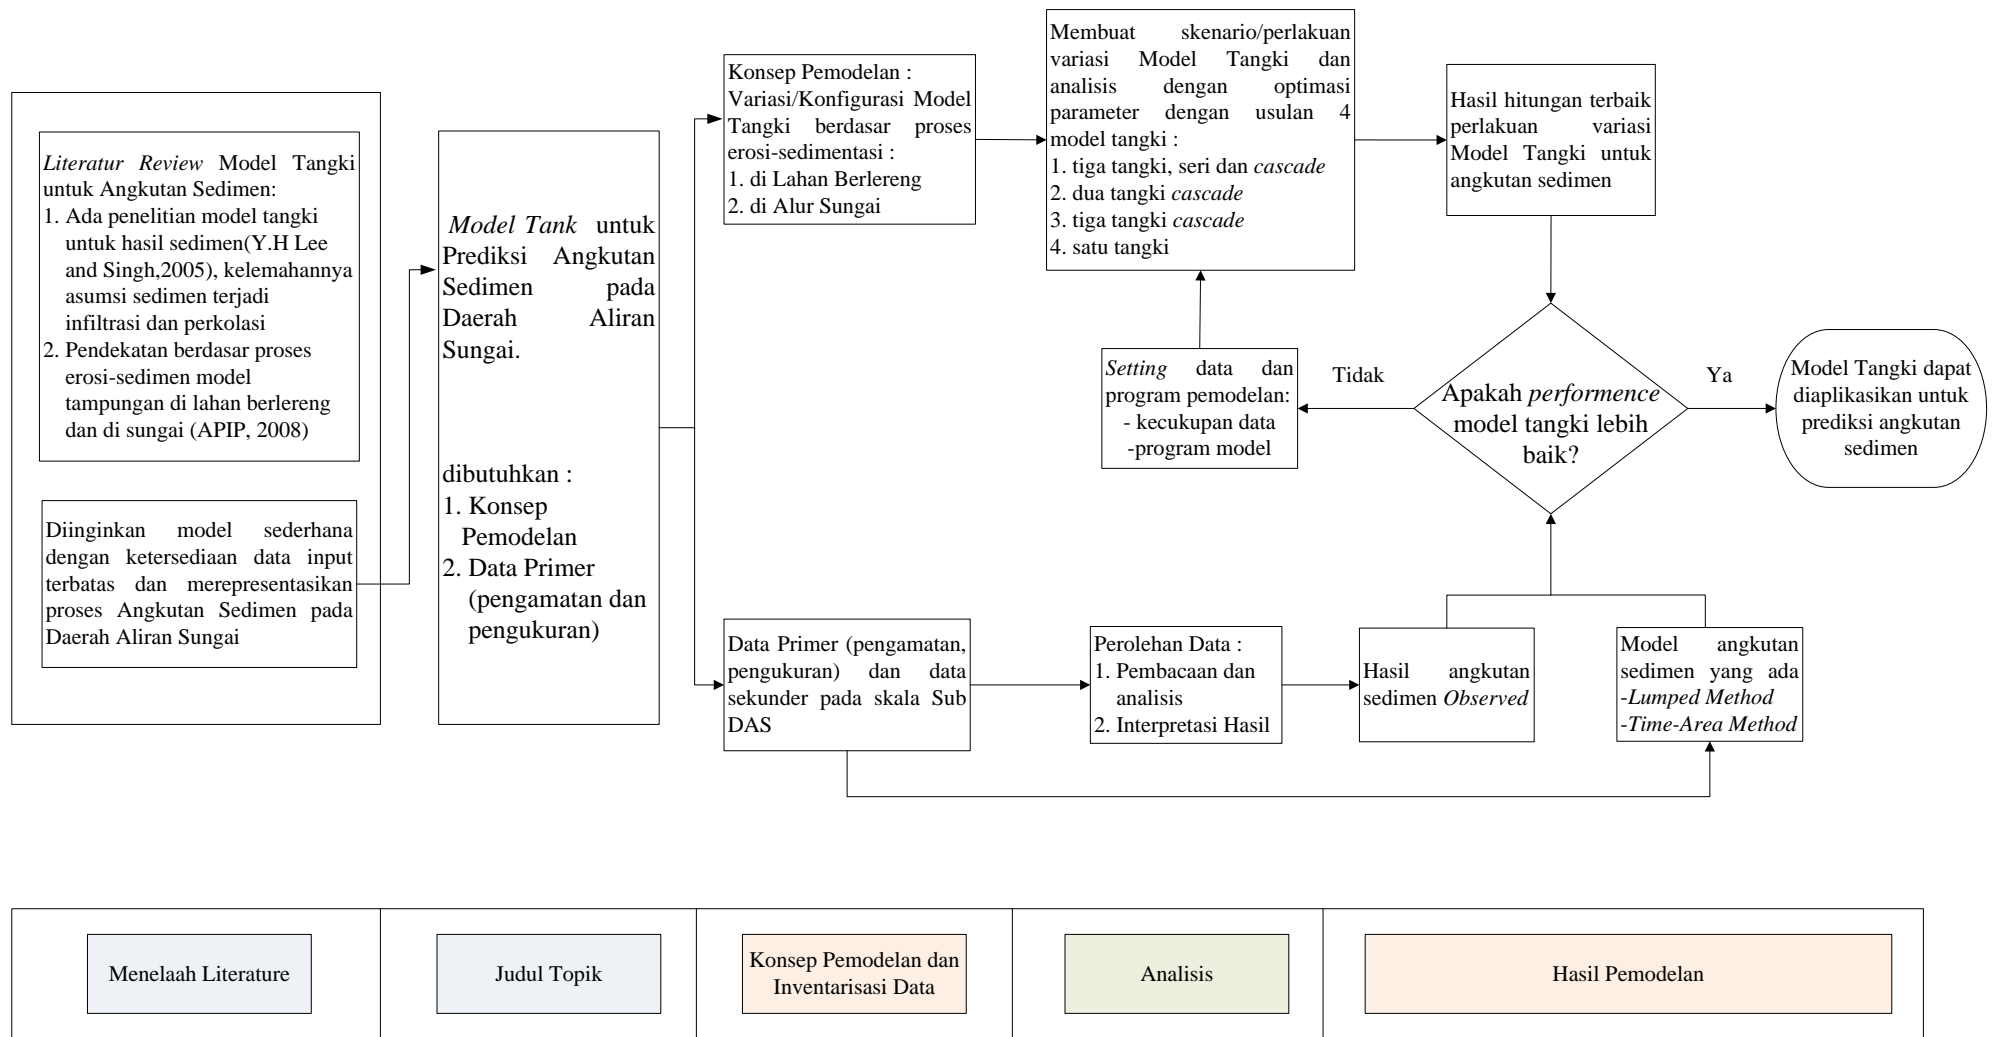 Literatur Review Model Tangki
untuk Angkutan Sedimen:
1. Ada penelitian model tangki
untuk hasil sedimen(Y.H Lee
and Singh,2005), kelemahannya
asumsi sedimen terjadi
infiltrasi dan perkolasi
2. Pendekatan berdasar proses
erosi-sedimen model
tampungan di lahan berlereng
dan di sungai (APIP, 2008)
Diinginkan model sederhana
dengan ketersediaan data input
terbatas dan merepresentasikan
proses Angkutan Sedimen pada
Daerah Aliran Sungai
Model Tank untuk
Prediksi Angkutan
Sedimen pada
Daerah Aliran
Sungai.
dibutuhkan :
1. Konsep
Pemodelan
2. Data Primer
(pengamatan dan
pengukuran)
Konsep Pemodelan :
Variasi/Konfigurasi Model
Tangki berdasar proses
erosi-sedimentasi :
1. di Lahan Berlereng
2. di Alur Sungai
Membuat skenario/perlakuan
variasi Model Tangki dan
analisis dengan optimasi
parameter dengan usulan 4
model tangki :
1. tiga tangki, seri dan cascade
2. dua tangki cascade
3. tiga tangki cascade
4. satu tangki
Hasil hitungan terbaik
perlakuan variasi
Model Tangki untuk
angkutan sedimen
Setting data dan
program pemodelan:
- kecukupan data
-program model
Tidak
Apakah performence
model tangki lebih
baik?
Ya
Model Tangki dapat
diaplikasikan untuk
prediksi angkutan
sedimen
Data Primer (pengamatan,
pengukuran) dan data
sekunder pada skala Sub
DAS
Perolehan Data :
1. Pembacaan dan
analisis
2. Interpretasi Hasil
Hasil angkutan
sedimen Observed
Model angkutan
sedimen yang ada
-Lumped Method
-Time-Area Method
Menelaah Literature
Judul Topik
Konsep Pemodelan dan
Inventarisasi Data
Analisis
Hasil Pemodelan